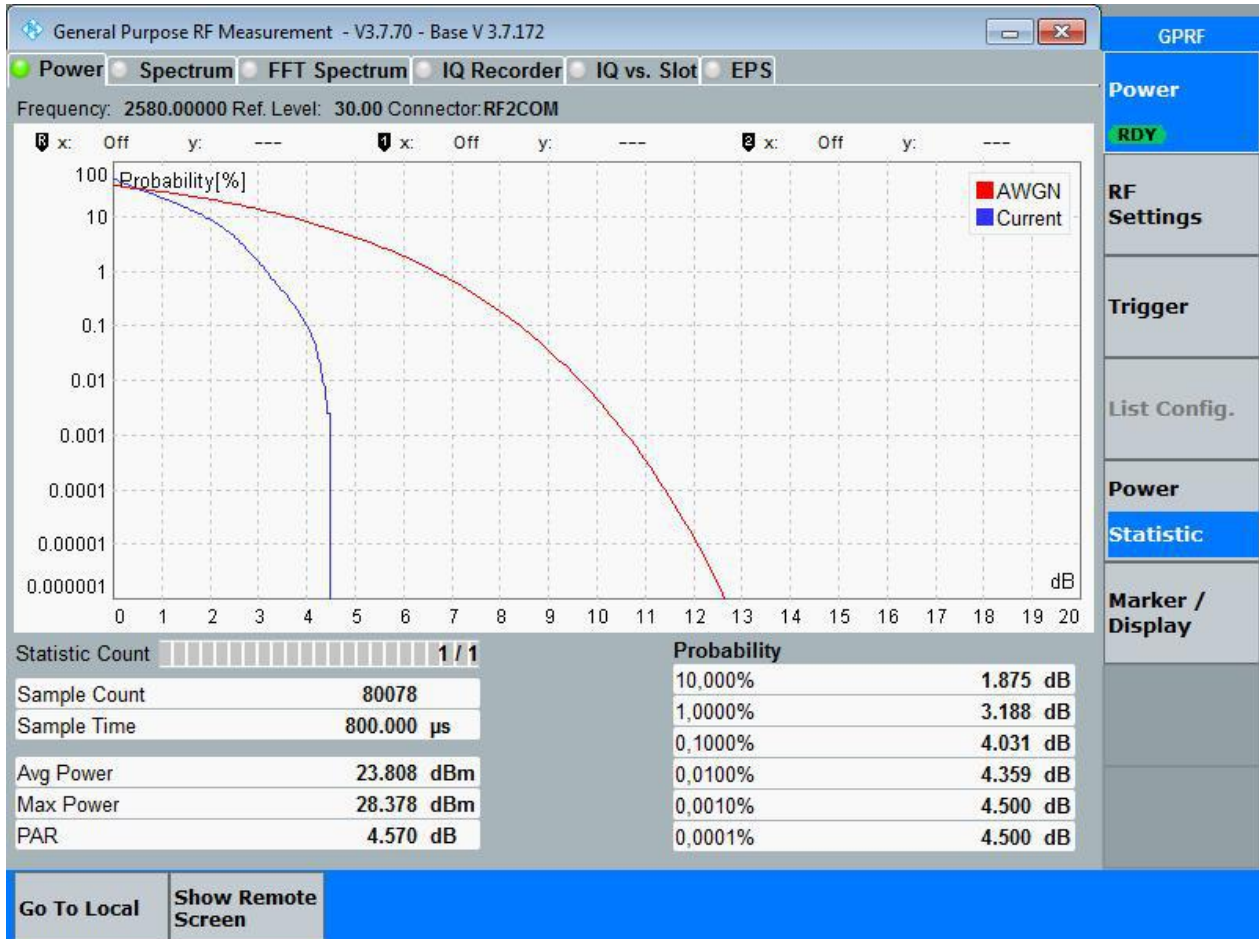 General Purpose RF Measurement - V3.7.70 - Base V 3.7.172
GPRF
Power Spectrum FFT Spectrum IQ Recorder IQ vs. Slot EPS
Frequency: 2580.00000 Ref. Level: 30.00 Connector: RF2COM
R x: Off y: --- 1 x: Off y: --- 2 x: Off y: ---
Probability[%]
100
10
1
0.1
0.01
0.001
0.0001
0.00001
0.000001
AWGN
Current
dB
0 1 2 3 4 5 6 7 8 9 10 11 12 13 14 15 16 17 18 19 20
Statistic Count 1 / 1
Sample Count 80078
Sample Time 800.000 µs
Avg Power 23.808 dBm
Max Power 28.378 dBm
PAR 4.570 dB
Probability
10,000% 1.875 dB
1,0000% 3.188 dB
0,1000% 4.031 dB
0,0100% 4.359 dB
0,0010% 4.500 dB
0,0001% 4.500 dB
Power
RDY
RF
Settings
Trigger
List Config.
Power
Statistic
Marker /
Display
Go To Local
Show Remote
Screen